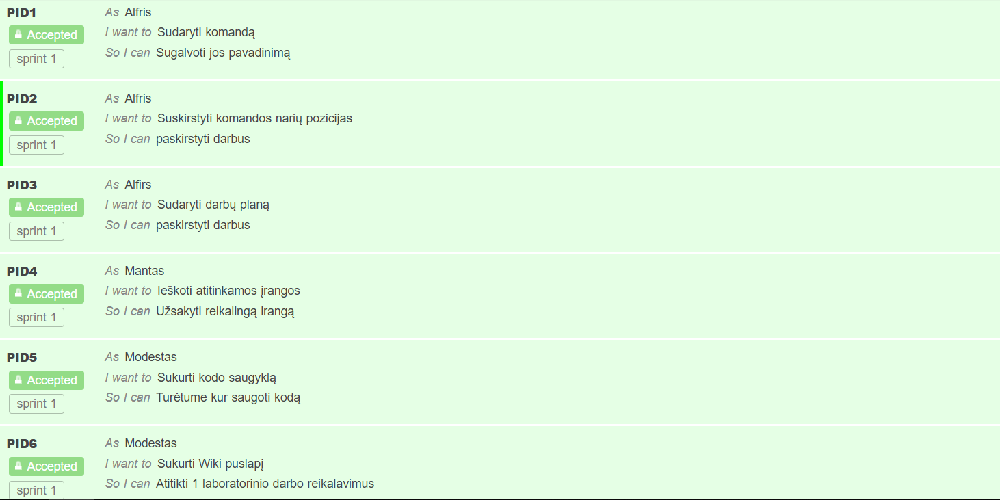 PID1
As Alfris
Accepted
I want to Sudaryti komandą
So I can Sugalvoti jos pavadinimą
sprint 1
PID2
As Alfris
Accepted
I want to Suskirstyti komandos narių pozicijas
So I can paskirstyti darbus
sprint 1
PID3
As Alfirs
Accepted
I want to Sudaryti darbų planą
So I can paskirstyti darbus
sprint 1
PID4
As Mantas
Accepted
I want to Ieškoti atitinkamos įrangos
So I can Užsakyti reikalingą irangą
sprint 1
PID5
As Modestas
Accepted
I want to Sukurti kodo saugyklą
So I can Turėtume kur saugoti kodą
sprint 1
PID6
As Modestas
Accepted
I want to Sukurti Wiki puslapį
So I can Atitikti 1 laboratorinio darbo reikalavimus
sprint 1